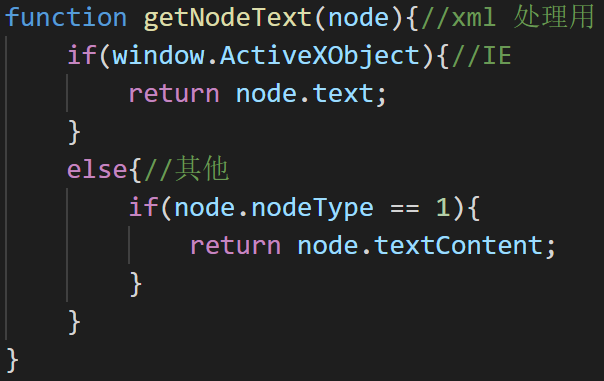 function getNodeText(node){//xml 处理用
    if(window.ActiveXObject){//IE
        return node.text;
    }
    else{//其他
        if(node.nodeType == 1){
            return node.textContent;
        }
    }
}